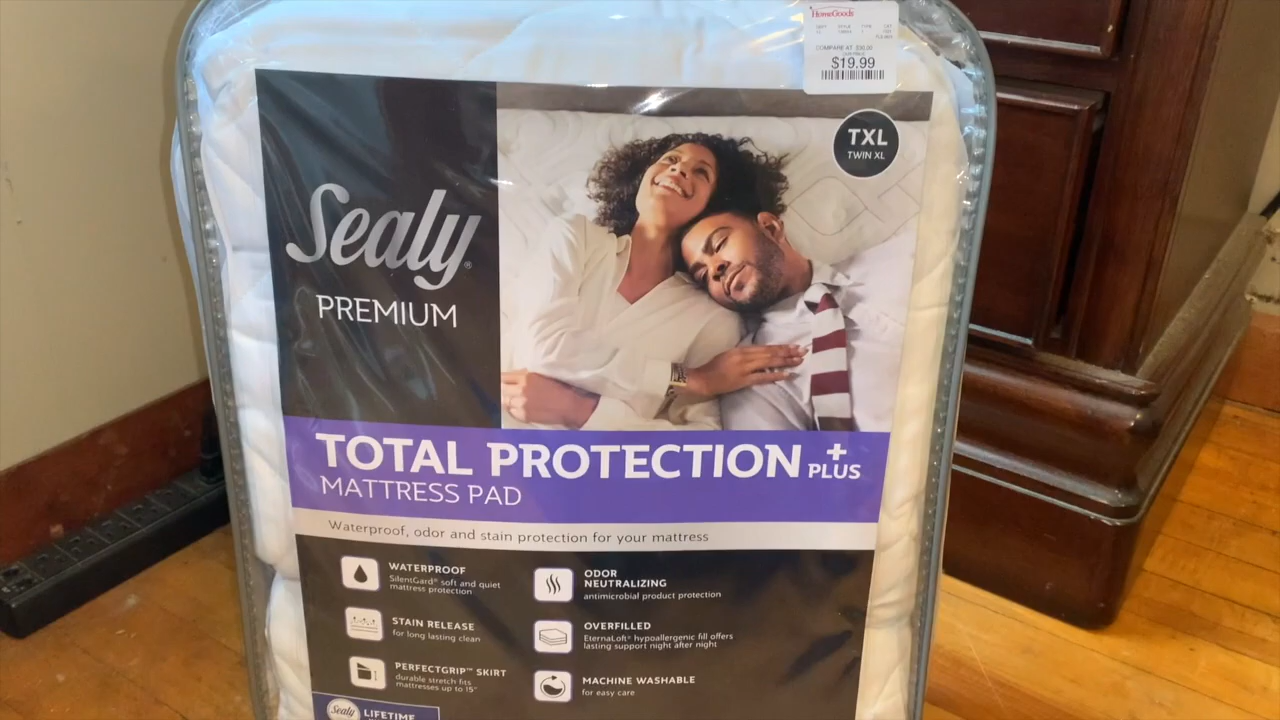 HomeGoods
COMPARE AT $30.00
$19.99
TXL
TWIN XL
Sealy®
PREMIUM
TOTAL PROTECTION + PLUS
MATTRESS PAD
Waterproof, odor and stain protection for your mattress
WATERPROOF
SilentGard® soft and quiet
mattress protection
STAIN RELEASE
for long lasting clean
PERFECTGRIP™ SKIRT
durable stretch fits
mattresses up to 15"
ODOR
NEUTRALIZING
antimicrobial product protection
OVERFILLED
EternaLoft® hypoallergenic fill offers
lasting support night after night
MACHINE WASHABLE
for easy care
Sealy
LIFETIME